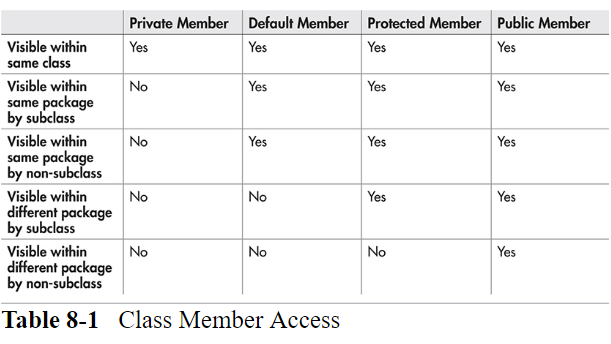 Private Member Default Member Protected Member Public Member
Visible within Yes Yes Yes Yes
same class
Visible within No Yes Yes Yes
same package
by subclass
Visible within No Yes Yes Yes
same package
by non-subclass
Visible within No No Yes Yes
different package
by subclass
Visible within No No No Yes
different package
by non-subclass
Table 8-1 Class Member Access